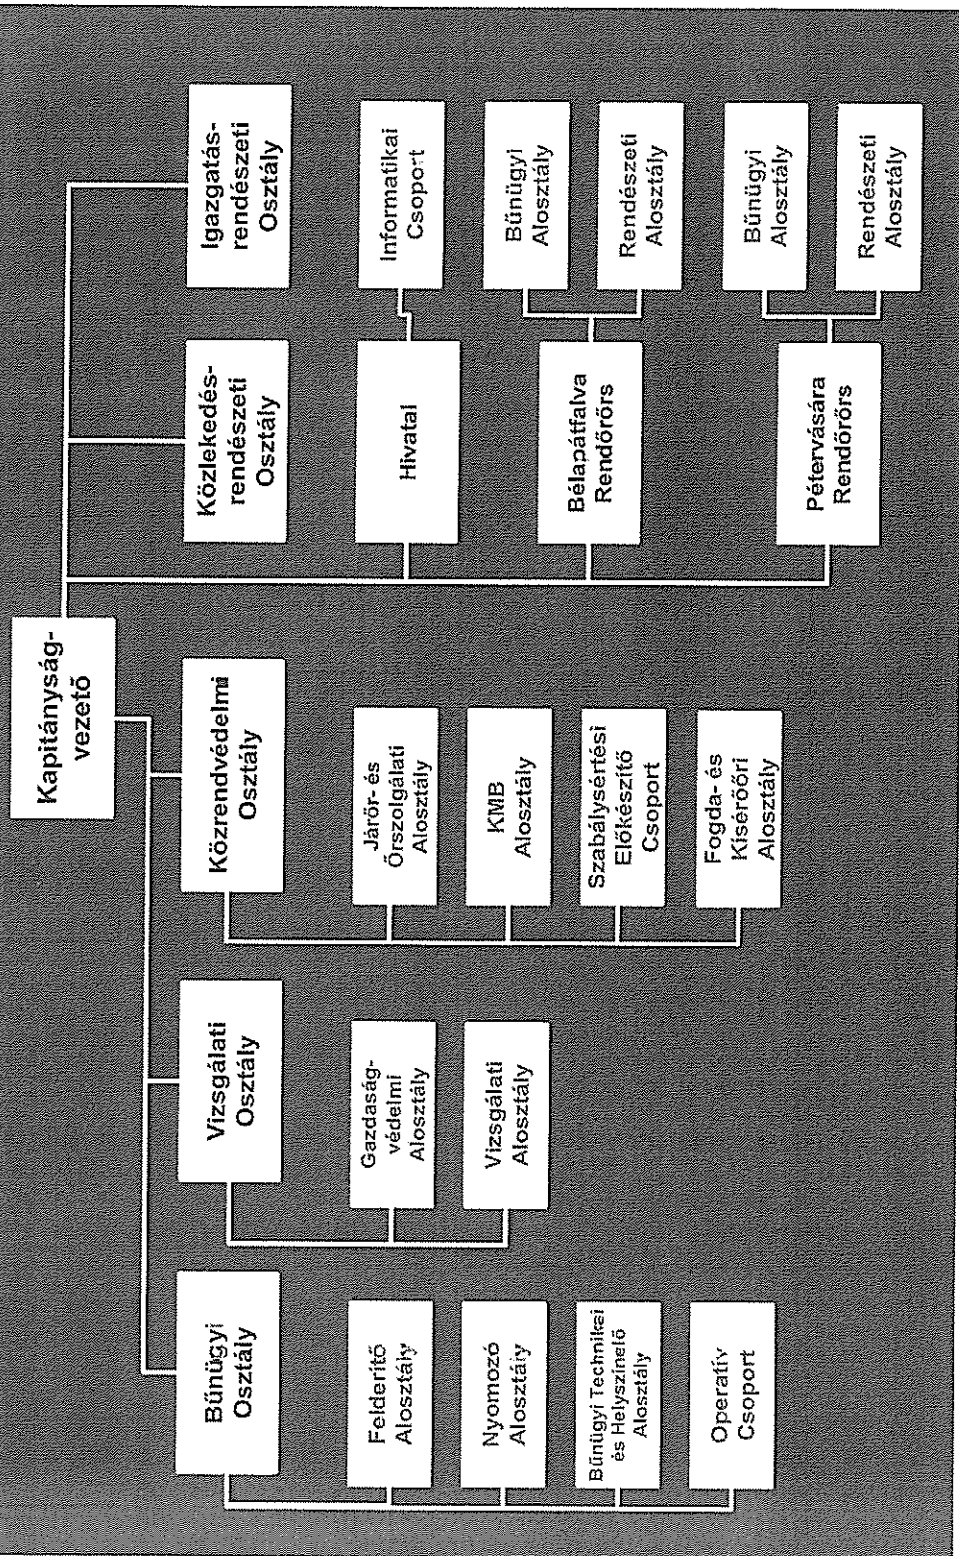 Kapitányság-
vezető
Bűnügyi
Osztály
Felderítő
Alosztály
Nyomozó
Alosztály
Bűnügyi Technikai
és Helyszínelő
Alosztály
Operatív
Csoport
Vizsgálati
Osztály
Gazdaság-
védelmi
Alosztály
Vizsgálati
Alosztály
Közrendvédelmi
Osztály
Járőr- és
Őrszolgálati
Alosztály
KMB
Alosztály
Szabálysértési
Előkészítő
Csoport
Fogda- és
Kísérőőri
Alosztály
Közlekedés-
rendészeti
Osztály
Igazgatás-
rendészeti
Osztály
Hivatal
Informatikai
Csoport
Bélapátfalva
Rendőrőrs
Bűnügyi
Alosztály
Rendészeti
Alosztály
Pétervására
Rendőrőrs
Bűnügyi
Alosztály
Rendészeti
Alosztály